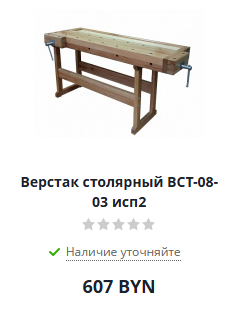 Верстак столярный ВСТ-08-
03 исп2
Наличие уточняйте
607 BYN